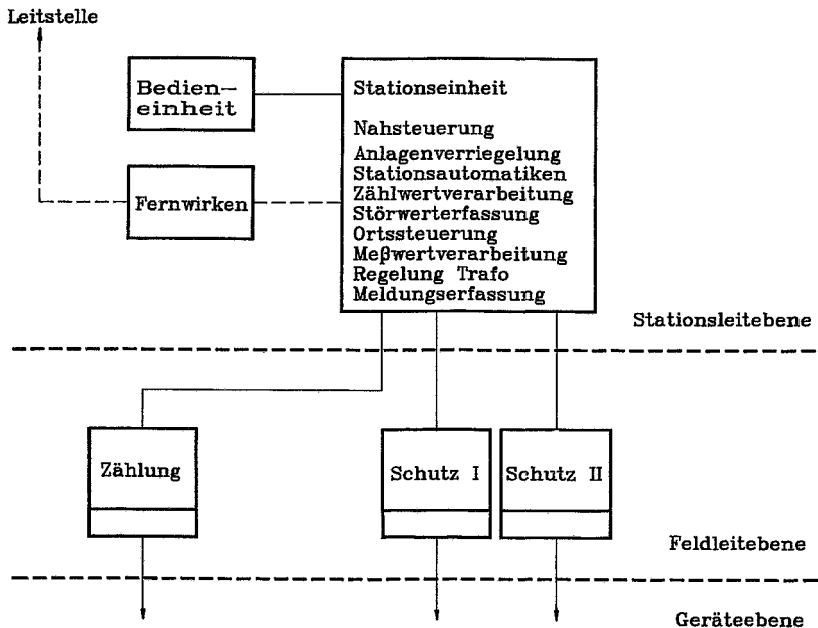 Leitstelle
Bedien-
einheit
Fernwirken
Stationseinheit
Nahsteuerung
Anlagenverriegelung
Stationsautomatiken
Zählwertverarbeitung
Störwerterfassung
Ortssteuerung
Meβwertverarbeitung
Regelung Trafo
Meldungserfassung
Stationsleitebene
Zählung
Schutz I
Schutz II
Feldleitebene
Geräteebene